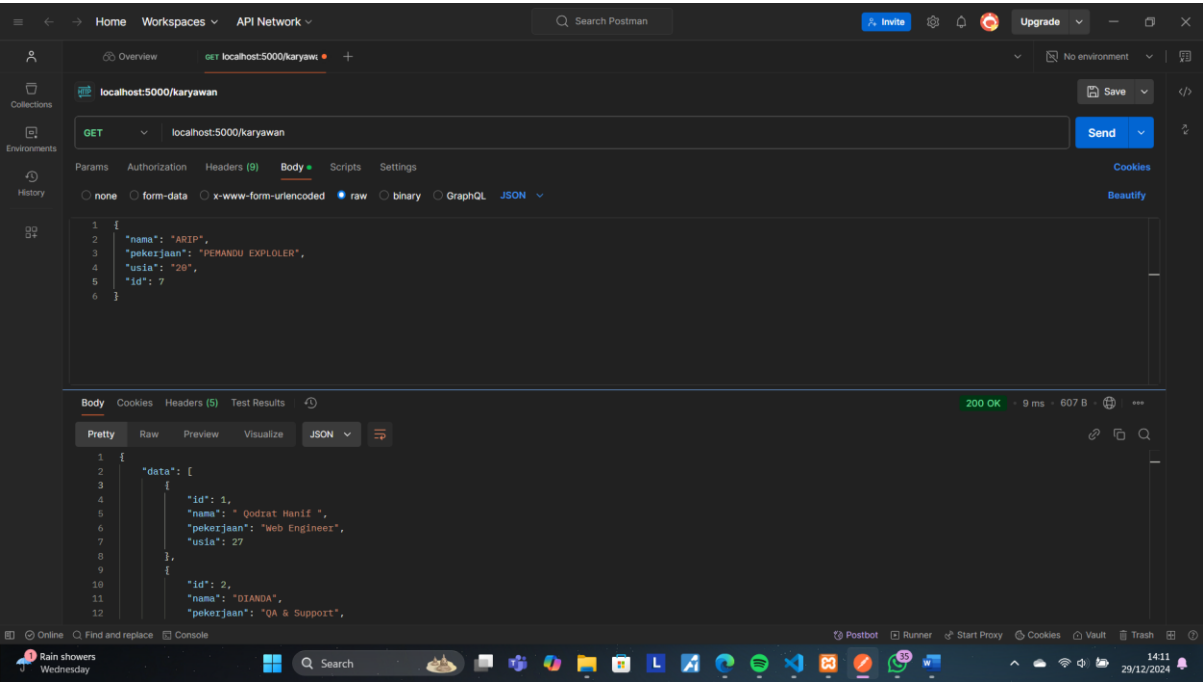 Home Workspaces API Network Search Postman Invite Upgrade
Overview GET localhost:5000/karyawa No environment
HTTP localhost:5000/karyawan Save
Collections
GET localhost:5000/karyawan Send
Environments
Params Authorization Headers (9) Body Scripts Settings Cookies
History
none form-data x-www-form-urlencoded raw binary GraphQL JSON Beautify
1 {
2 "nama": "ARIP",
3 "pekerjaan": "PEMANDU EXPLOLER",
4 "usia": "20",
5 "id": 7
6 }
Body Cookies Headers (5) Test Results 200 OK 9 ms 607 B
Pretty Raw Preview Visualize JSON
1 {
2 "data": [
3 {
4 "id": 1,
5 "nama": " Qodrat Hanif ",
6 "pekerjaan": "Web Engineer",
7 "usia": 27
8 },
9 {
10 "id": 2,
11 "nama": "DIANDA",
12 "pekerjaan": "QA & Support",
Online Find and replace Console Postbot Runner Start Proxy Cookies Vault Trash
1 Rain showers
Wednesday
Search
35
14:11
29/12/2024